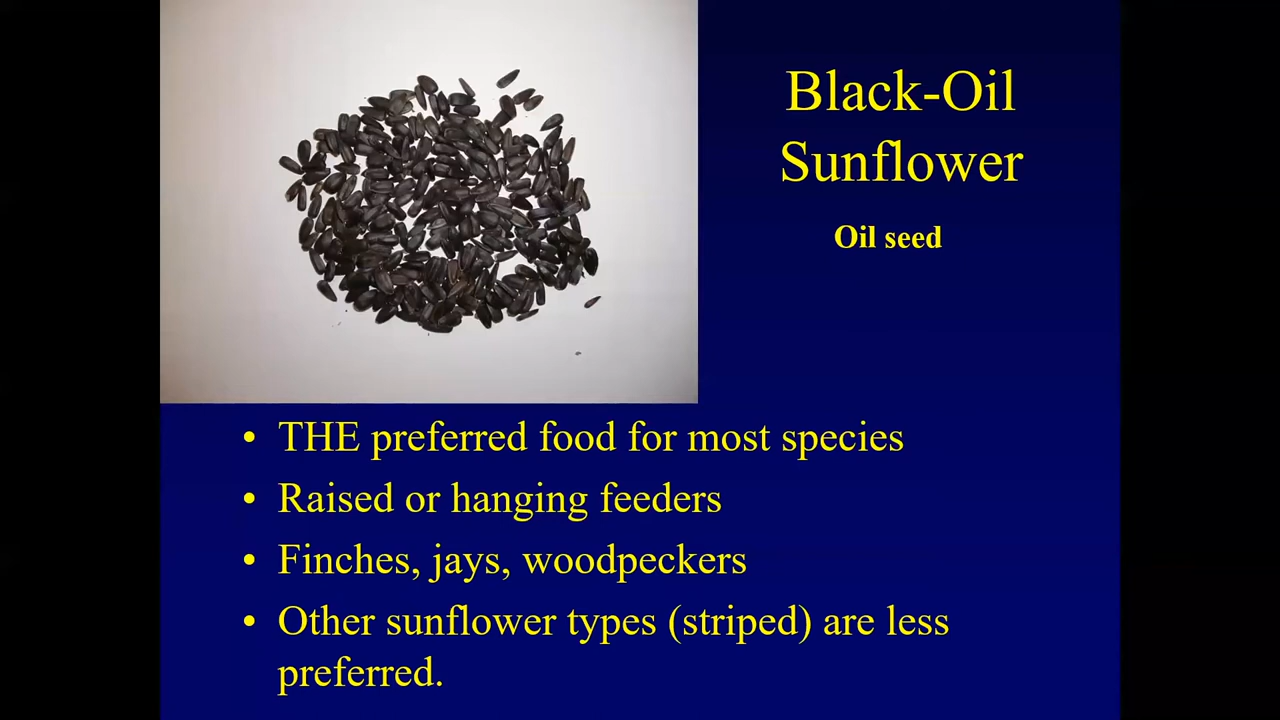 Black-Oil
Sunflower
Oil seed
• THE preferred food for most species
• Raised or hanging feeders
• Finches, jays, woodpeckers
• Other sunflower types (striped) are less
preferred.